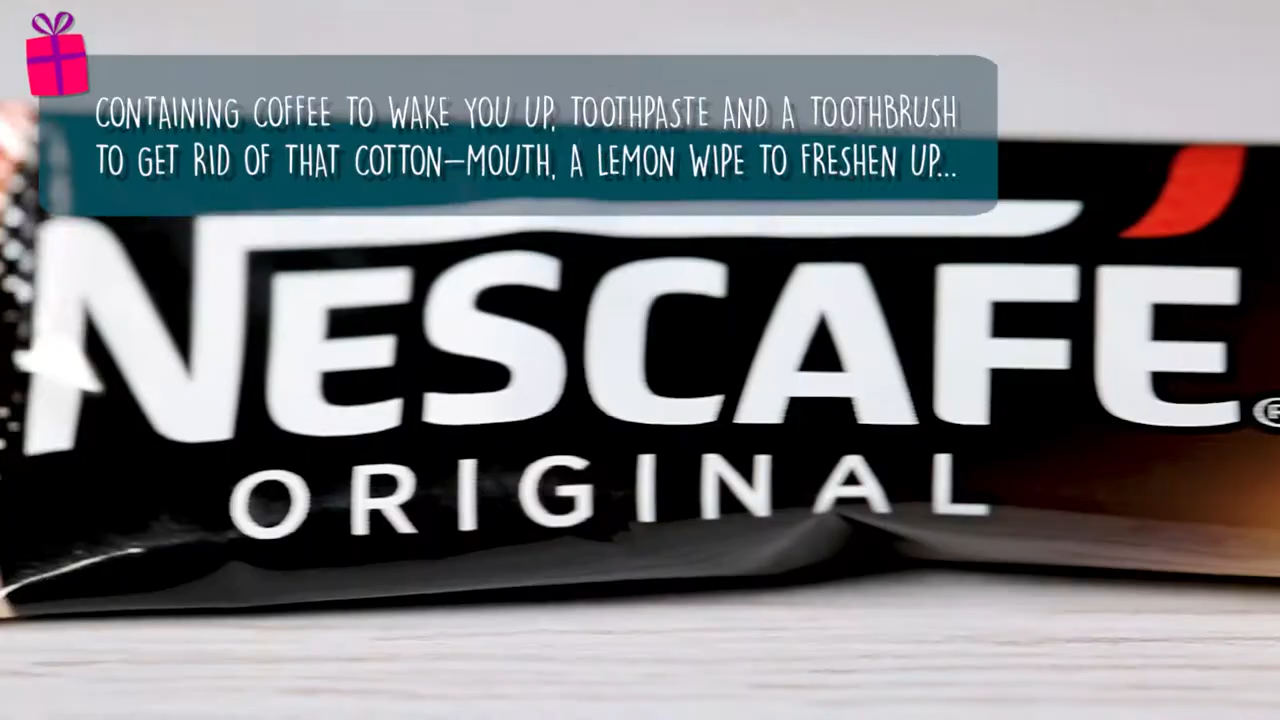 CONTAINING COFFEE TO WAKE YOU UP, TOOTHPASTE AND A TOOTHBRUSH
TO GET RID OF THAT COTTON-MOUTH, A LEMON WIPE TO FRESHEN UP...
NESCAFÉ®
ORIGINAL